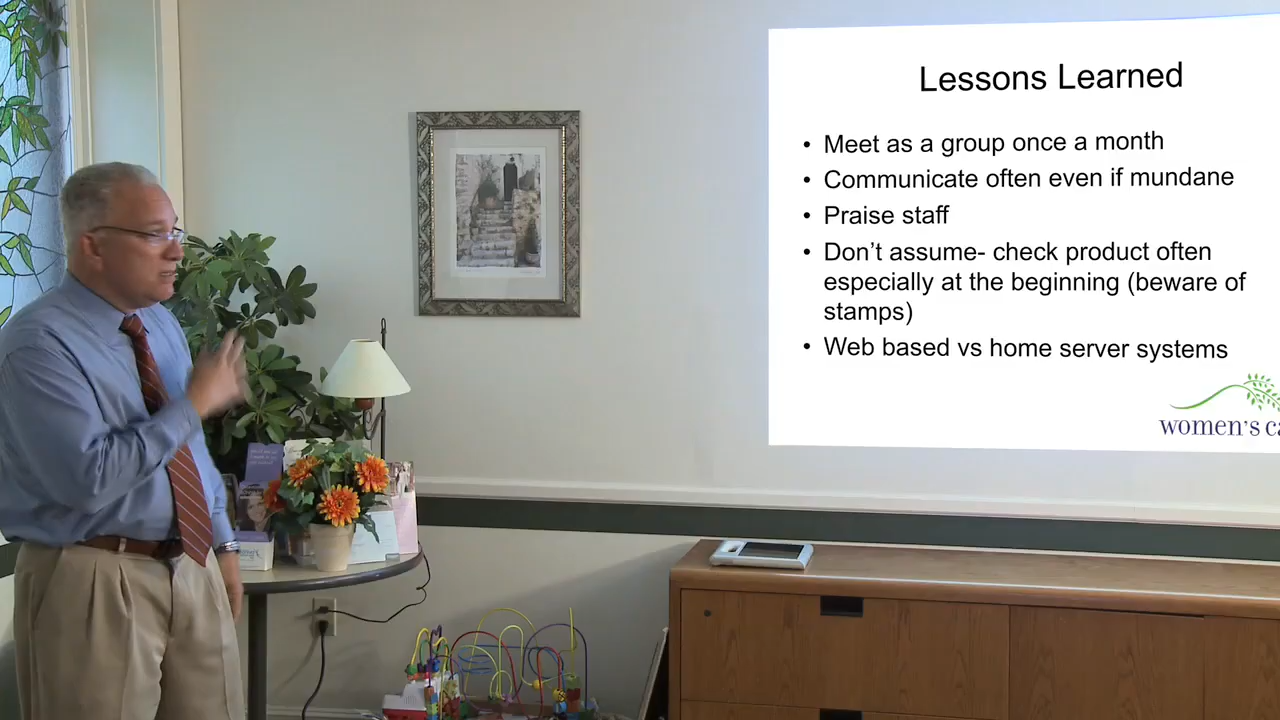 Lessons Learned
• Meet as a group once a month
• Communicate often even if mundane
• Praise staff
• Don’t assume- check product often
especially at the beginning (beware of
stamps)
• Web based vs home server systems
women's ca